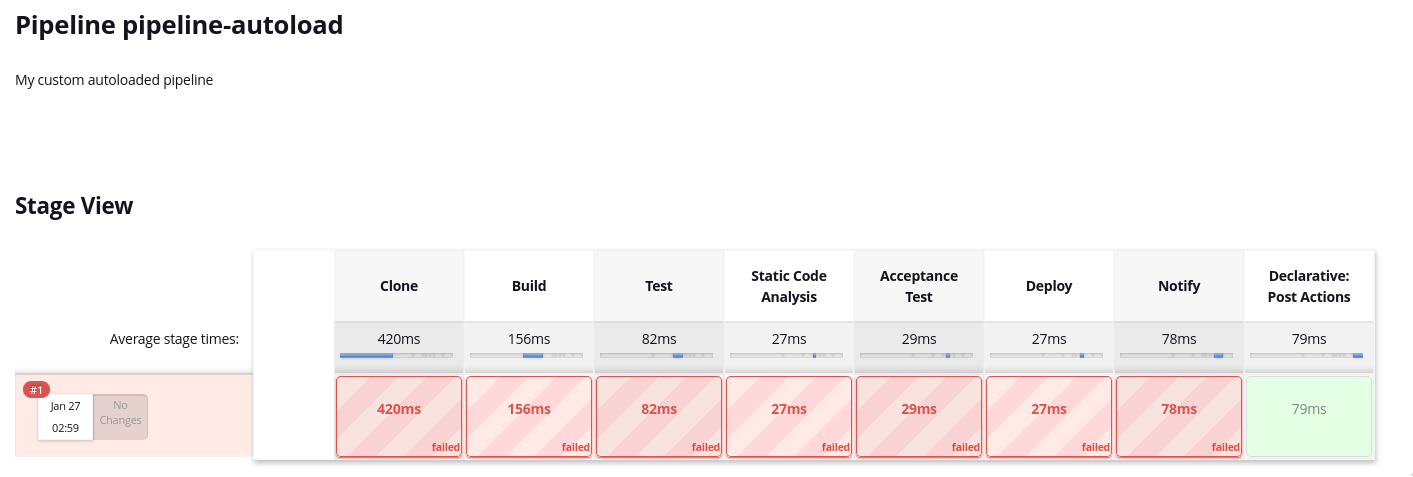 Pipeline pipeline-autoload
My custom autoloaded pipeline
Stage View
Clone
Build
Test
Static Code
Analysis
Acceptance
Test
Deploy
Notify
Declarative:
Post Actions
Average stage times:
420ms
156ms
82ms
27ms
29ms
27ms
78ms
79ms
#1
Jan 27
02:59
No
Changes
420ms
failed
156ms
failed
82ms
failed
27ms
failed
29ms
failed
27ms
failed
78ms
failed
79ms